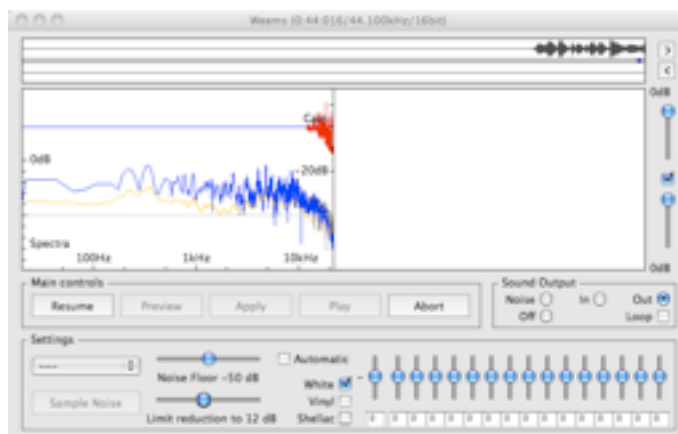 Weems (0:44:016/44,100kHz/16bit)
>
<
0dB
Gain
0dB
-20dB
Spectra
100Hz 1kHz 10kHz
0dB
Main controls
Resume Preview Apply Play Abort
Sound Output
Noise In Out
Off Loop
Settings
----
Noise Floor -50 dB
Automatic
White
Sample Noise
Vinyl
Limit reduction to 12 dB
Shellac